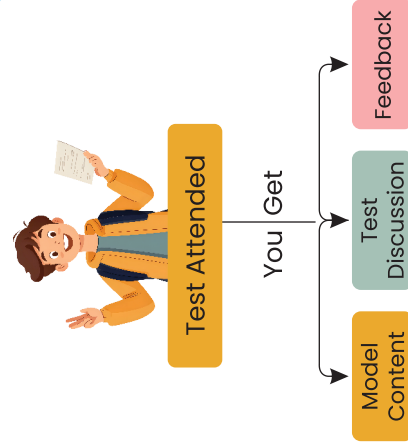 Test Attended
You Get
Model
Content
Test
Discussion
Feedback